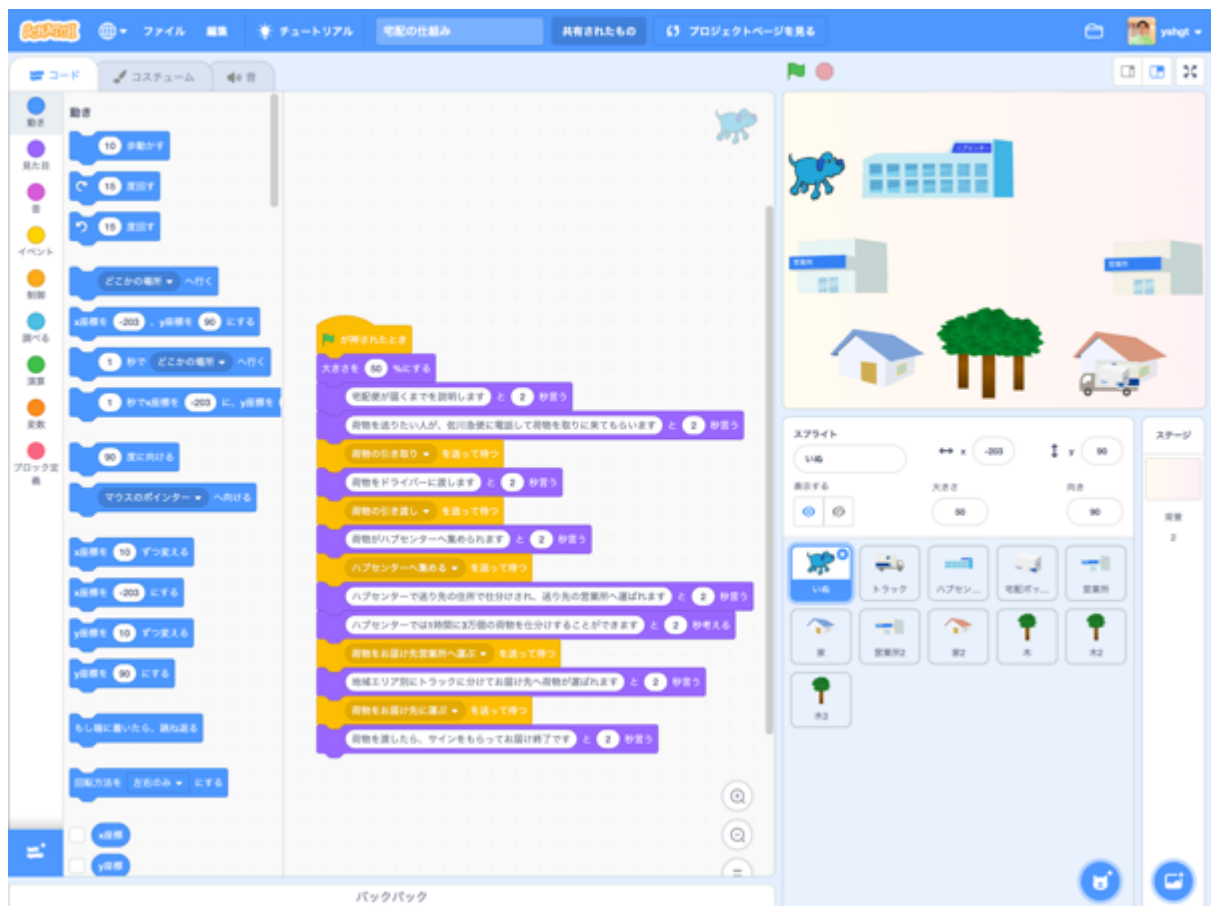 SCRATCH
ファイル
編集
チュートリアル
宅配の仕組み
共有されたもの
プロジェクトページを見る
yahgt
コード
コスチューム
音
動き
見た目
音
イベント
制御
調べる
演算
変数
ブロック定義
動き
10 歩動かす
15 度回す
15 度回す
どこかの場所 へ行く
x座標を -203 、y座標を 90 にする
1 秒で どこかの場所 へ行く
1 秒でx座標を -203 に、y座標を
90 度に向ける
マウスのポインター へ向ける
x座標を 10 ずつ変える
x座標を -203 にする
y座標を 10 ずつ変える
y座標を 90 にする
もし端に着いたら、跳ね返る
回転方法を 左右のみ にする
x座標
y座標
が押されたとき
大きさを 50 %にする
宅配便が届くまでを説明します と 2 秒言う
荷物を送りたい人が、佐川急便に電話して荷物を取りに来てもらいます と 2 秒言う
荷物の引き取り を送って待つ
荷物をドライバーに渡します と 2 秒言う
荷物の引き渡し を送って待つ
荷物がハブセンターへ集められます と 2 秒言う
ハブセンターへ集める を送って待つ
ハブセンターで送り先の住所で仕分けされ、送り先の営業所へ運ばれます と 2 秒言う
ハブセンターでは1時間に3万個の荷物を仕分けすることができます と 2 秒考える
荷物をお届け先営業所へ運ぶ を送って待つ
地域エリア別にトラックに分けてお届け先へ荷物が運ばれます と 2 秒言う
荷物をお届け先に運ぶ を送って待つ
荷物を渡したら、サインをもらってお届け終了です と 2 秒言う
バックパック
ハブセンター
営業所
営業所
スプライト
いぬ
x -203
y 90
表示する
大きさ
50
向き
90
ステージ
背景
2
いぬ
トラック
ハブセン...
宅配ボッ...
営業所
家
営業所2
家2
木
木2
木3